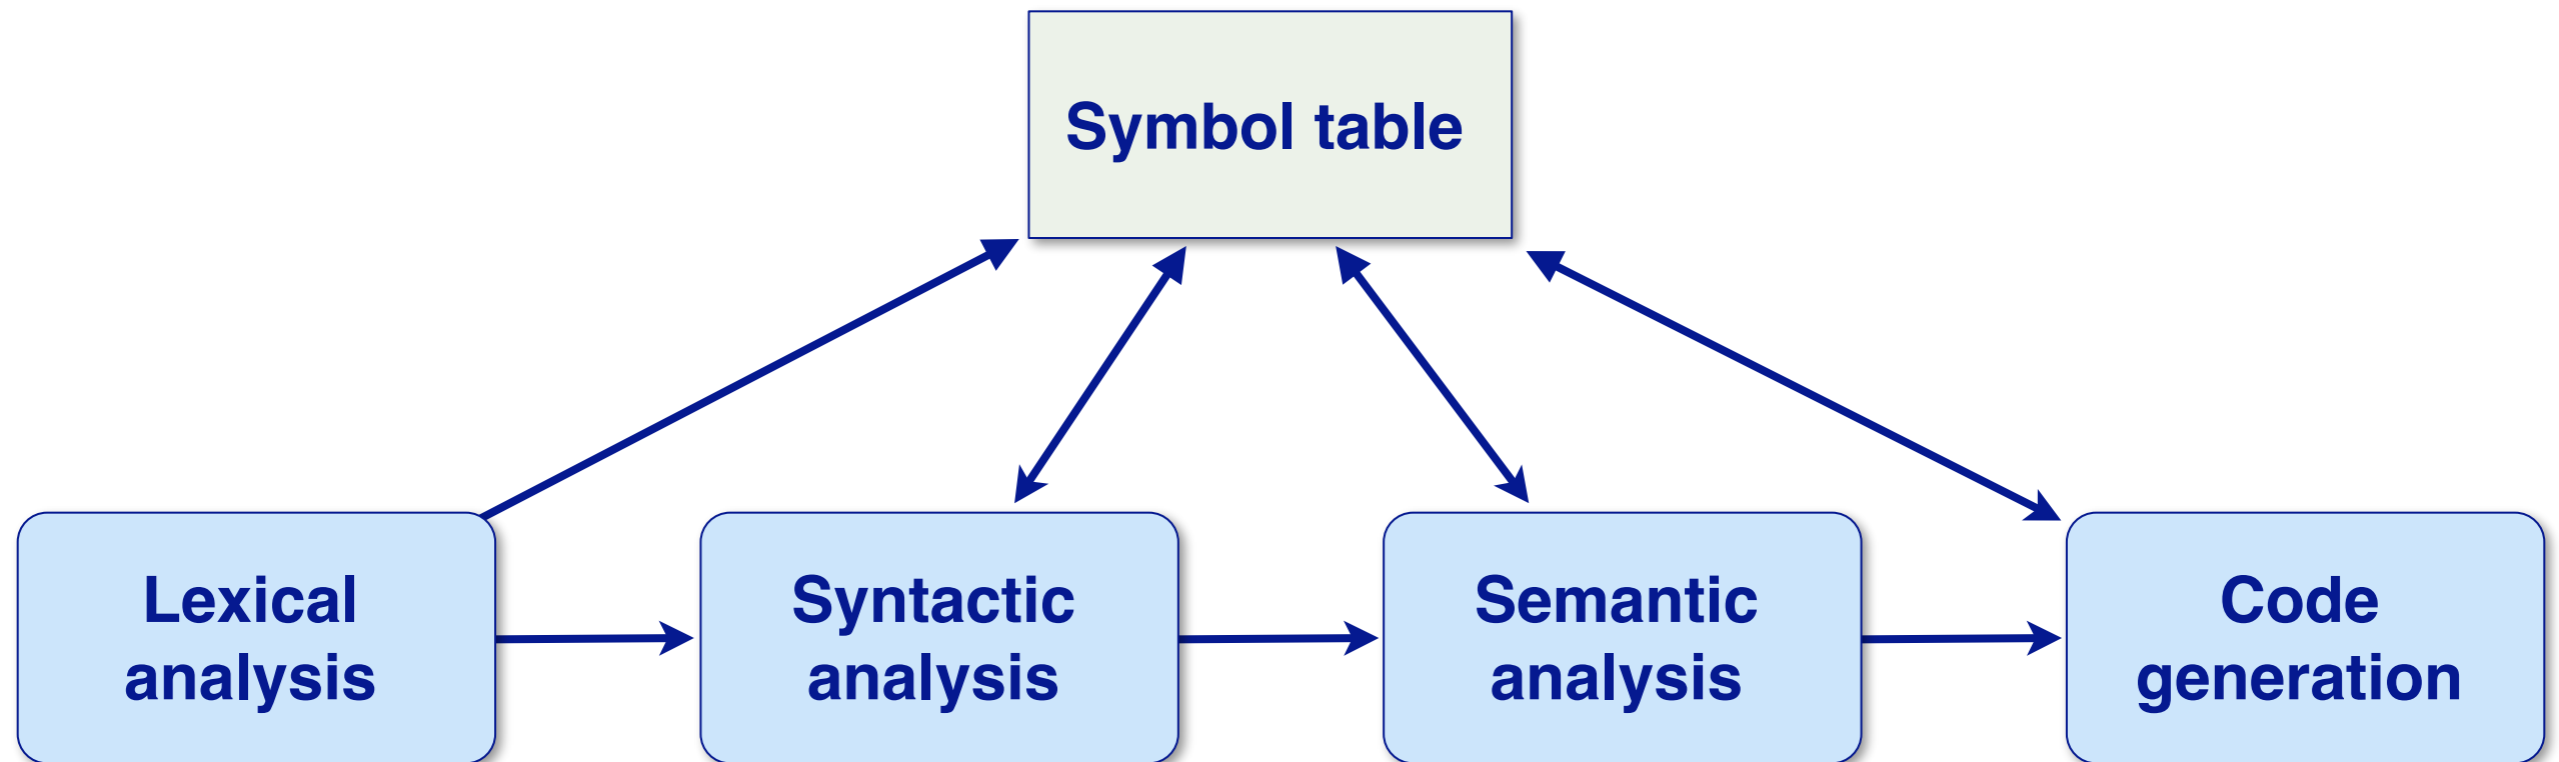 Symbol table
Lexical
analysis
Syntactic
analysis
Semantic
analysis
Code
generation